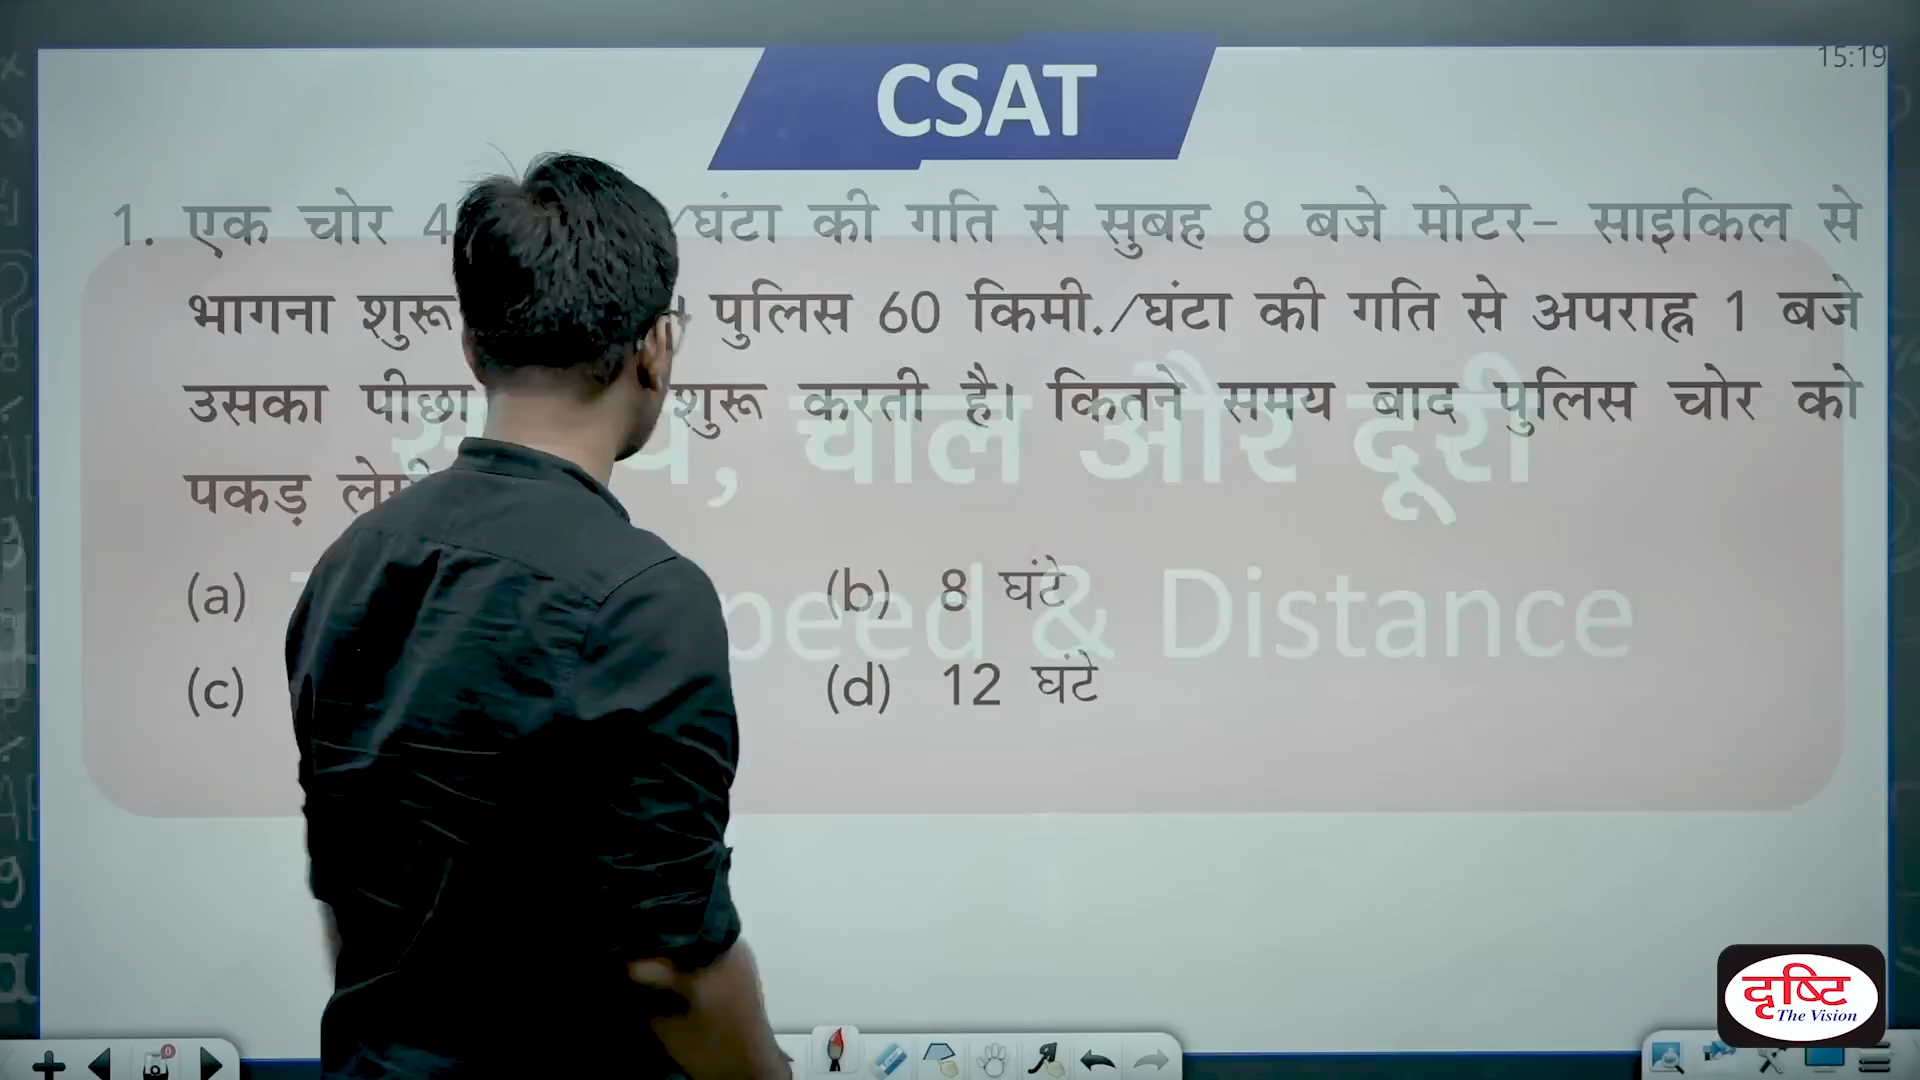 15:19
CSAT
1. एक चोर 4 /घंटा की गति से सुबह 8 बजे मोटर- साइकिल से
भागना शुरू पुलिस 60 किमी./घंटा की गति से अपराह्न 1 बजे
उसका पीछा शुरू करती है। कितने समय बाद पुलिस चोर को
पकड़
चाल और दूरी
& Distance
(a) (b) 8 घंटे
(c) (d) 12 घंटे
दृष्टि
The Vision